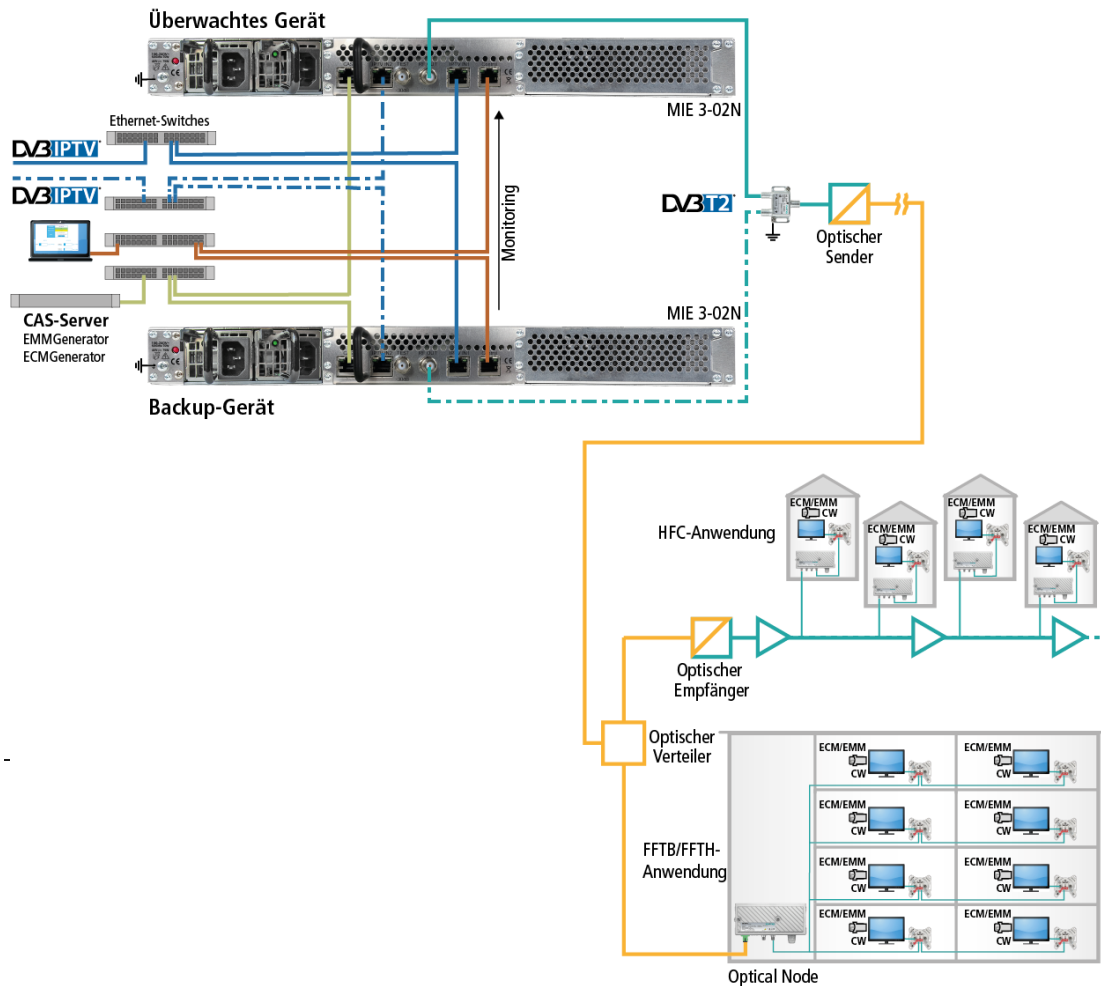 Überwachtes Gerät
MIE 3-02N
Ethernet-Switches
DVB IPTV
DVB IPTV
Monitoring
DVB T2
Optischer
Sender
CAS-Server
EMMGenerator
ECMGenerator
MIE 3-02N
Backup-Gerät
HFC-Anwendung
ECM/EMM
CW
ECM/EMM
CW
ECM/EMM
CW
ECM/EMM
CW
Optischer
Empfänger
Optischer
Verteiler
FFTB/FFTH-
Anwendung
ECM/EMM
CW
ECM/EMM
CW
ECM/EMM
CW
ECM/EMM
CW
ECM/EMM
CW
ECM/EMM
CW
ECM/EMM
CW
ECM/EMM
CW
Optical Node